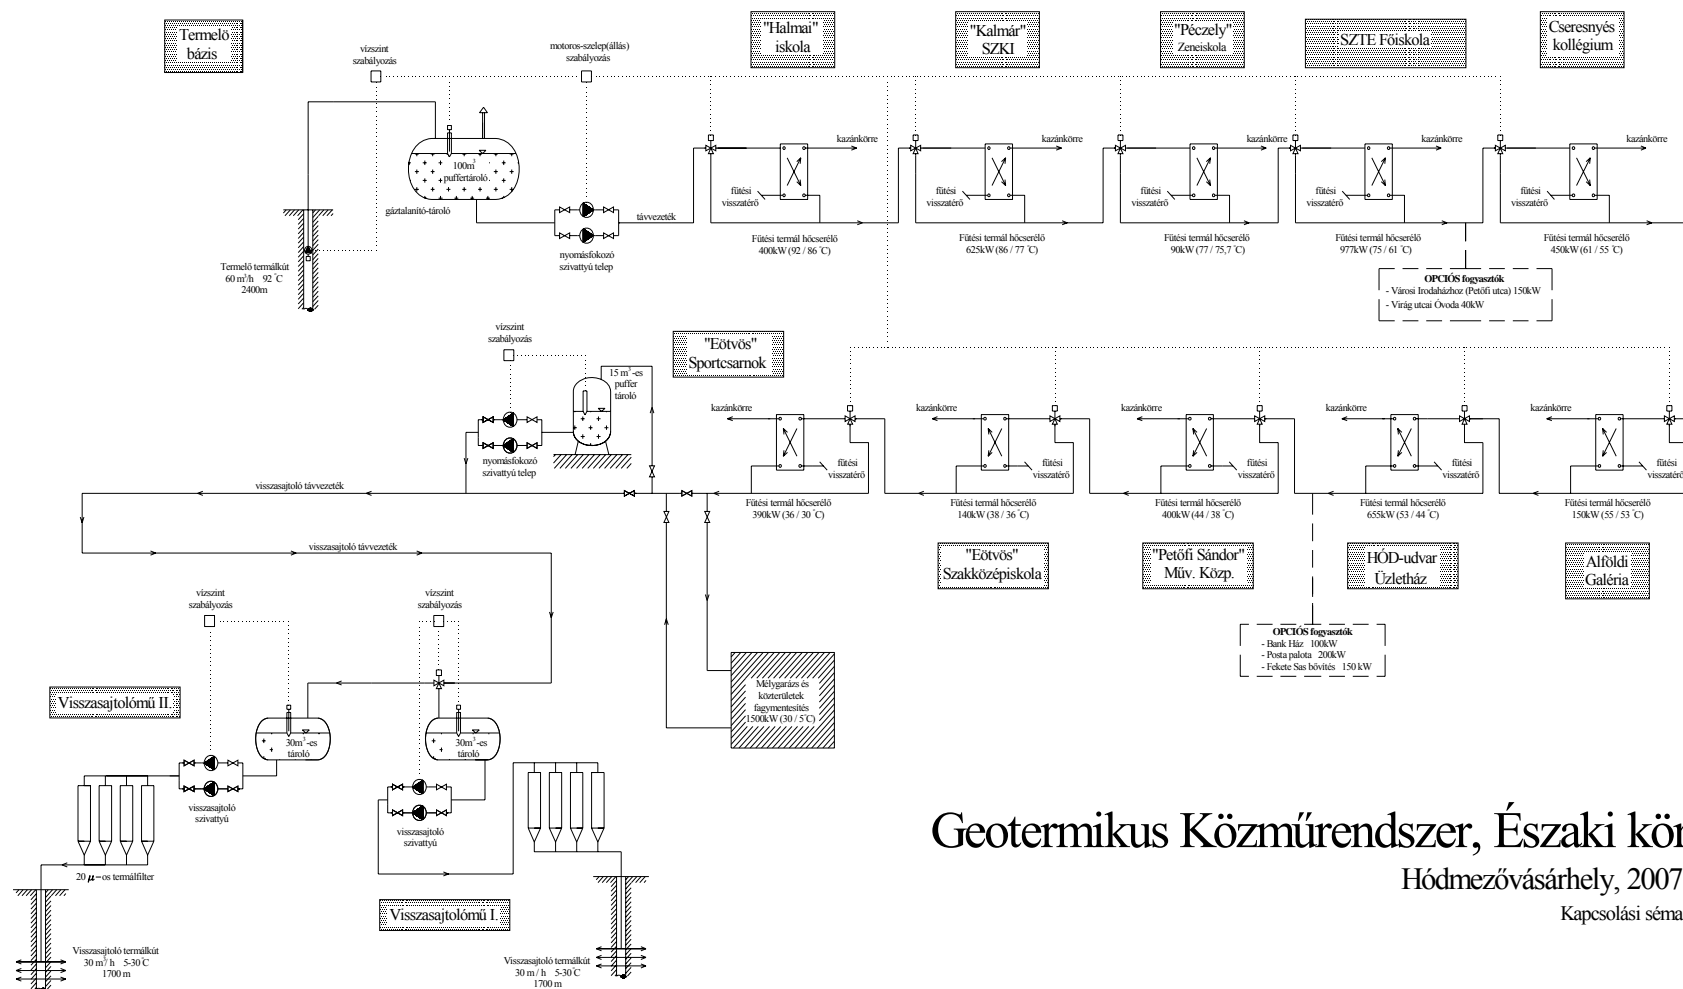 Termelö
bázis
"Halmai"
iskola
"Kalmár"
SZKI
"Péczely"
Zeneiskola
SZTE Föiskola
Cseresnyés
kollégium
vízszint
szabályozás
motoros-szelep(állás)
szabályozás
100m³
puffertároló
gáztalanító-tároló
nyomásfokozó
szivattyú telep
távvezeték
Termelő termálkút
60 m³/h 92 °C
2400m
kazánkörre
fűtési
visszatérő
Fűtési termál hőcserélő
400kW (92 / 86 °C)
kazánkörre
fűtési
visszatérő
Fűtési termál hőcserélő
625kW (86 / 77 °C)
kazánkörre
fűtési
visszatérő
Fűtési termál hőcserélő
90kW (77 / 75,7 °C)
kazánkörre
fűtési
visszatérő
Fűtési termál hőcserélő
977kW (75 / 61 °C)
kazánkörre
fűtési
visszatérő
Fűtési termál hőcserélő
450kW (61 / 55 °C)
OPCIÓS fogyasztók
- Városi Irodaházhoz (Petőfi utca) 150kW
- Virág utcai Óvoda 40kW
vízszint
szabályozás
15 m³-es
puffer
tároló
nyomásfokozó
szivattyú telep
"Eötvös"
Sportcsarnok
kazánkörre
fűtési
visszatérő
Fűtési termál hőcserélő
390kW (36 / 30 °C)
kazánkörre
fűtési
visszatérő
Fűtési termál hőcserélő
140kW (38 / 36 °C)
kazánkörre
fűtési
visszatérő
Fűtési termál hőcserélő
400kW (44 / 38 °C)
kazánkörre
fűtési
visszatérő
Fűtési termál hőcserélő
655kW (53 / 44 °C)
kazánkörre
fűtési
visszatérő
Fűtési termál hőcserélő
150kW (55 / 53 °C)
"Eötvös"
Szakközépiskola
"Petőfi Sándor"
Műv. Közp.
HÓD-udvar
Üzletház
Alföldi
Galéria
OPCIÓS fogyasztók
- Bank Ház 100kW
- Posta palota 200kW
- Fekete Sas bővítés 150 kW
visszasajtoló távvezeték
visszasajtoló távvezeték
Mélygarázs és
közterületek
fagymentesítés
1500kW (30 / 5°C)
vízszint
szabályozás
vízszint
szabályozás
Visszasajtolómű II.
30m³-es
tároló
30m³-es
tároló
visszasajtoló
szivattyú
visszasajtoló
szivattyú
20 μ-os termálfilter
Visszasajtolómű I.
Visszasajtoló termálkút
30 m³/ h 5-30°C
1700 m
Visszasajtoló termálkút
30 m / h 5-30°C
1700 m
Geotermikus Közműrendszer, Északi kör
Hódmezővásárhely, 2007
Kapcsolási séma